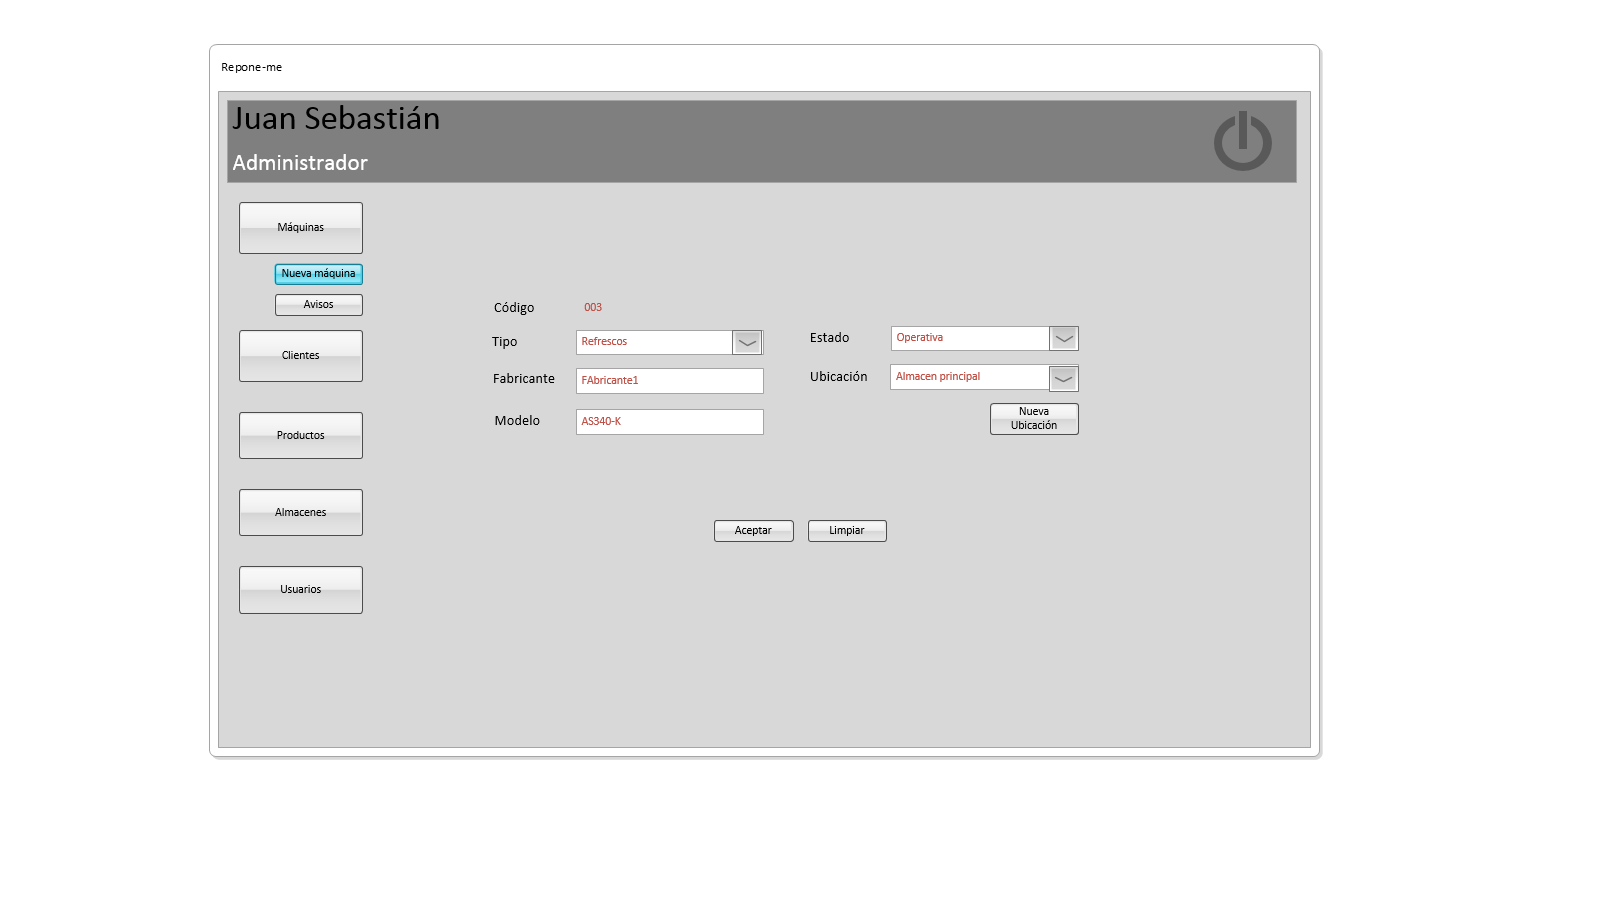 Repone-me
Juan Sebastián
Administrador
Máquinas
Nueva máquina
Avisos
Clientes
Productos
Almacenes
Usuarios
Código 003
Tipo Refrescos
Fabricante FAbricante1
Modelo AS340-K
Estado Operativa
Ubicación Almacen principal
Nueva
Ubicación
Aceptar Limpiar